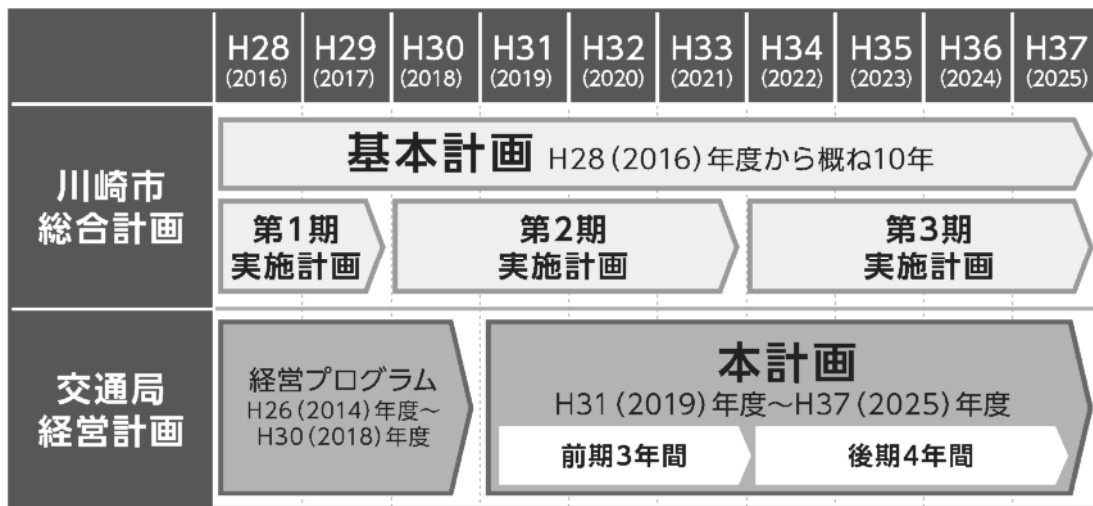 H28 H29 H30 H31 H32 H33 H34 H35 H36 H37
(2016) (2017) (2018) (2019) (2020) (2021) (2022) (2023) (2024) (2025)
川崎市
総合計画
基本計画 H28(2016)年度から概ね10年
第1期
実施計画
第2期
実施計画
第3期
実施計画
交通局
経営計画
経営プログラム
H26(2014)年度～
H30(2018)年度
本計画
H31(2019)年度～H37(2025)年度
前期3年間
後期4年間